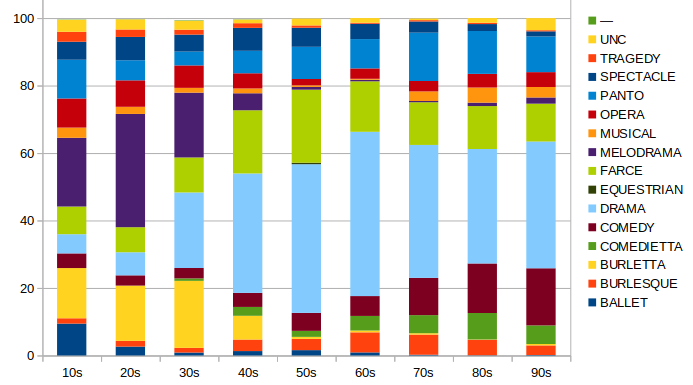 100
80
60
40
20
0
10s 20s 30s 40s 50s 60s 70s 80s 90s
—
UNC
TRAGEDY
SPECTACLE
PANTO
OPERA
MUSICAL
MELODRAMA
FARCE
EQUESTRIAN
DRAMA
COMEDY
COMEDIETTA
BURLETTA
BURLESQUE
BALLET